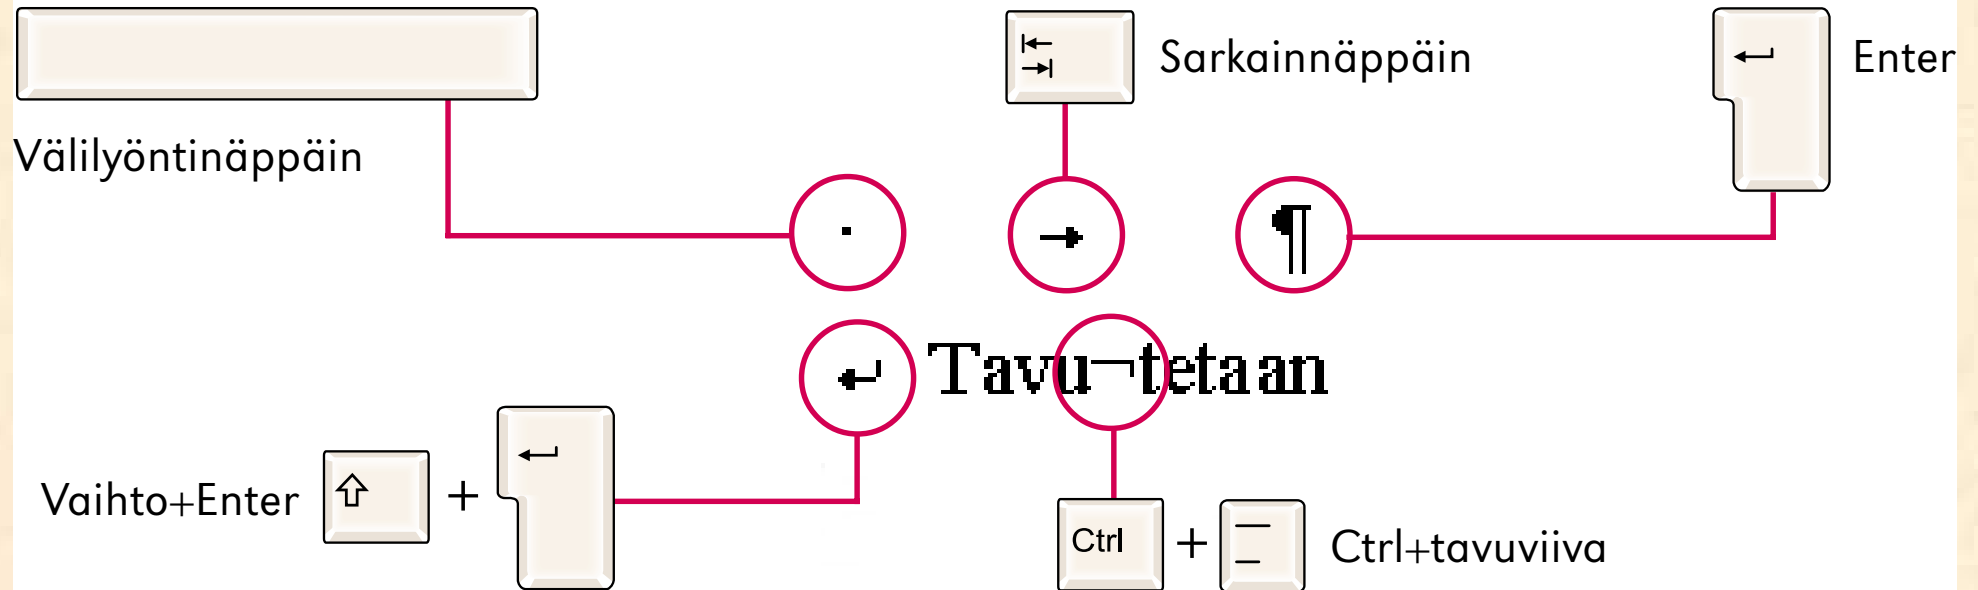 Sarkainnäppäin
Enter
Välilyöntinäppäin
· → ¶
↵ Tavu¬tetaan
Vaihto+Enter +
Ctrl + Ctrl+tavuviiva